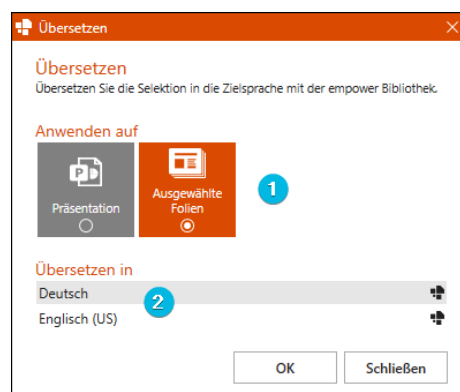 Übersetzen
Übersetzen
Übersetzen Sie die Selektion in die Zielsprache mit der empower Bibliothek.
Anwenden auf
Präsentation
Ausgewählte
Folien
1
Übersetzen in
Deutsch
2
Englisch (US)
OK
Schließen